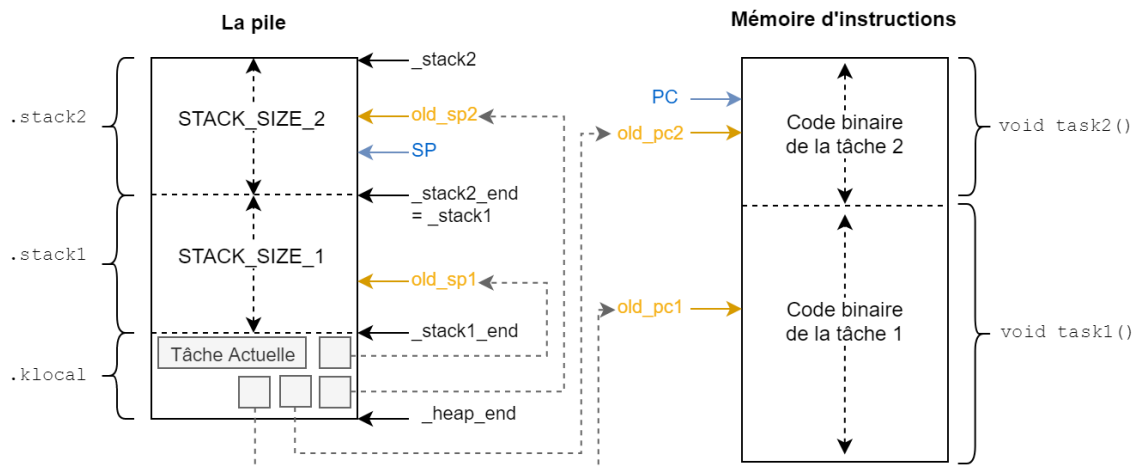 La pile
Mémoire d'instructions
_stack2
.stack2
STACK_SIZE_2
old_sp2
SP
_stack2_end
= _stack1
.stack1
STACK_SIZE_1
old_sp1
_stack1_end
Tâche Actuelle
.klocal
_heap_end
PC
old_pc2
Code binaire
de la tâche 2
void task2()
old_pc1
Code binaire
de la tâche 1
void task1()